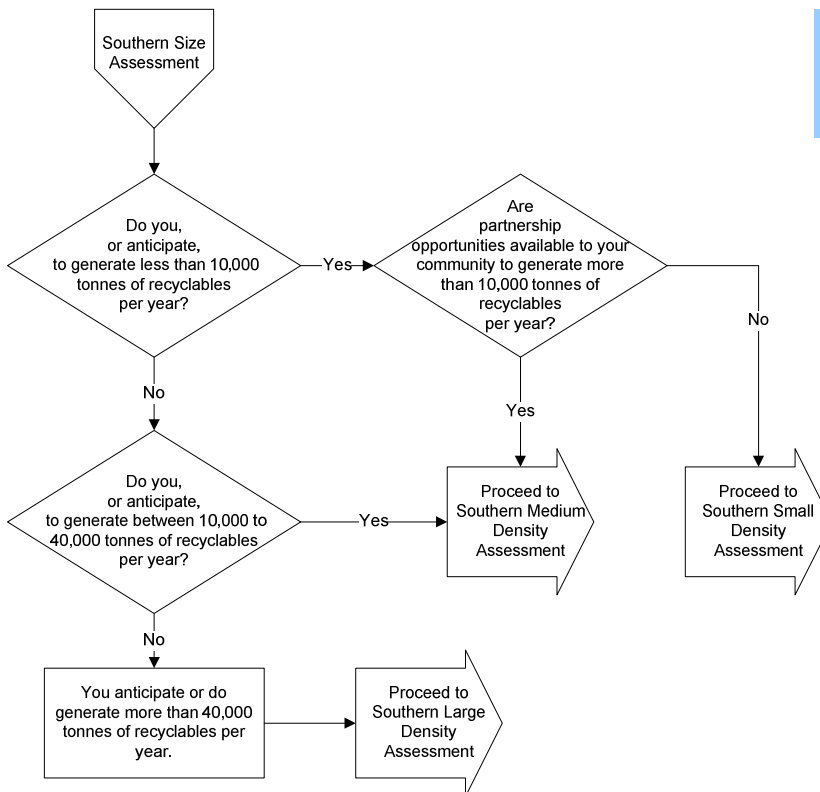 Southern Size
Assessment
Do you,
or anticipate,
to generate less than 10,000
tonnes of recyclables
per year?
Yes
Are
partnership
opportunities available to your
community to generate more
than 10,000 tonnes of
recyclables
per year?
No
No
Yes
Do you,
or anticipate,
to generate between 10,000 to
40,000 tonnes of recyclables
per year?
Yes
Proceed to
Southern Medium
Density
Assessment
Proceed to
Southern Small
Density
Assessment
No
You anticipate or do
generate more than 40,000
tonnes of recyclables per
year.
Proceed to
Southern Large
Density
Assessment